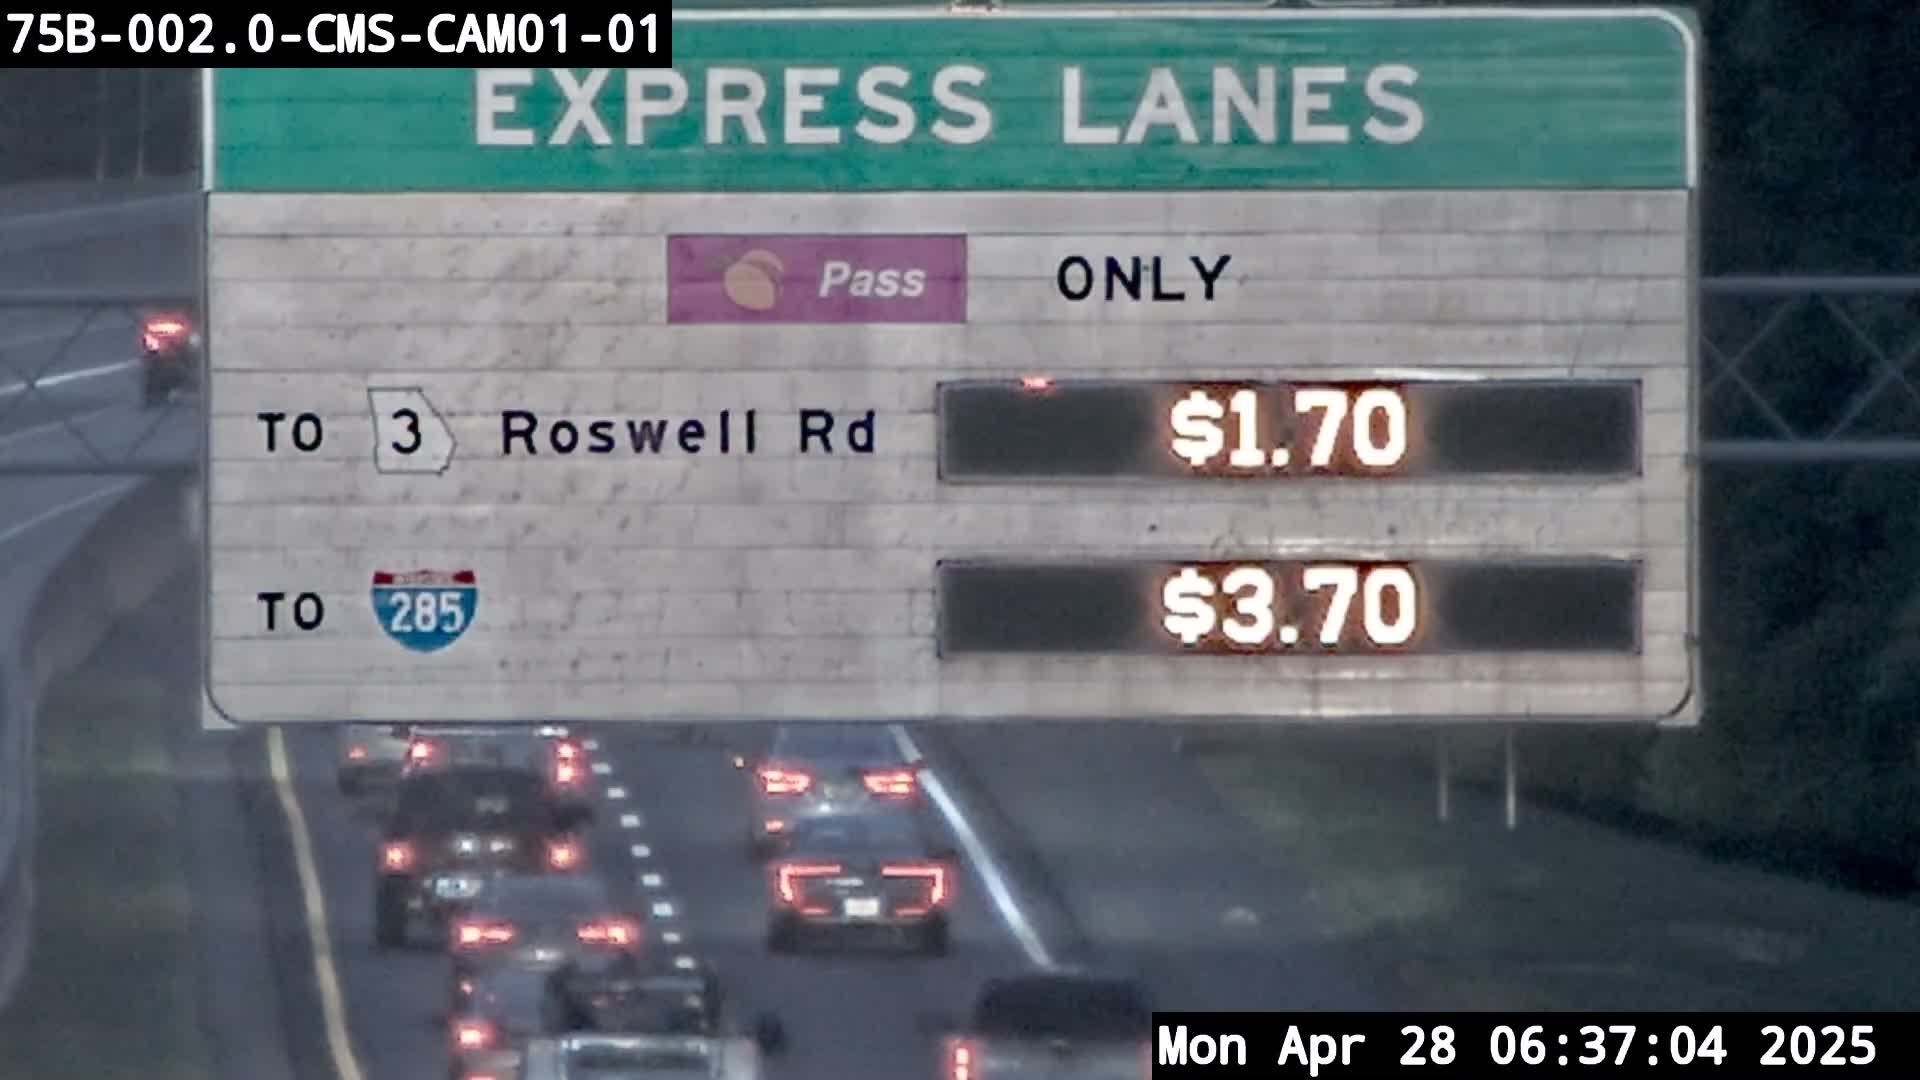 75B-002.0-CMS-CAM01-01
EXPRESS LANES
Pass ONLY
TO 3 Roswell Rd $1.70
TO 285 $3.70
Mon Apr 28 06:37:04 2025